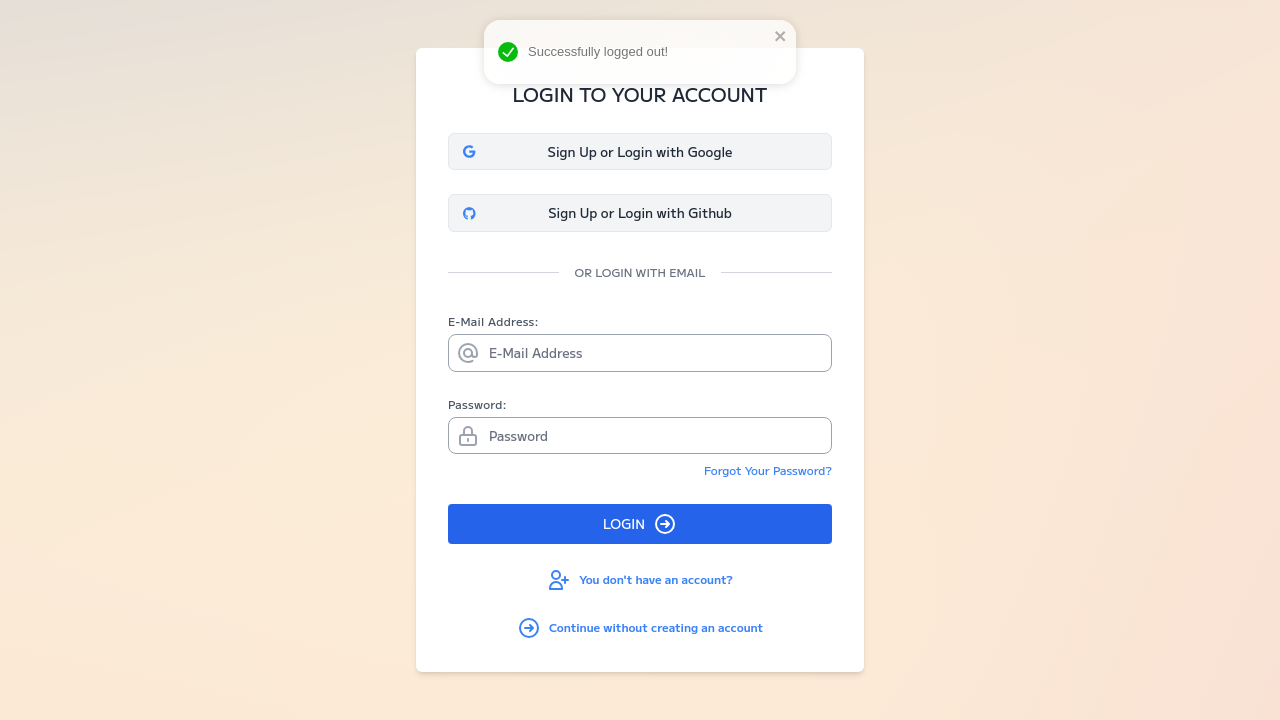 Successfully logged out!
LOGIN TO YOUR ACCOUNT
Sign Up or Login with Google
Sign Up or Login with Github
OR LOGIN WITH EMAIL
E-Mail Address:
E-Mail Address
Password:
Password
Forgot Your Password?
LOGIN
You don't have an account?
Continue without creating an account